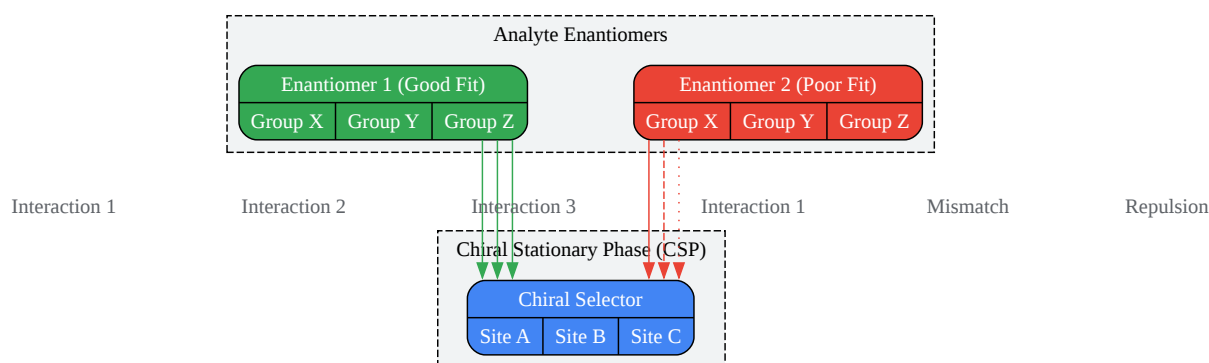 Analyte Enantiomers
Enantiomer 1 (Good Fit)
Group X
Group Y
Group Z
Enantiomer 2 (Poor Fit)
Group X
Group Y
Group Z
Interaction 1
Interaction 2
Interaction 3
Interaction 1
Mismatch
Repulsion
Chiral Stationary Phase (CSP)
Chiral Selector
Site A
Site B
Site C